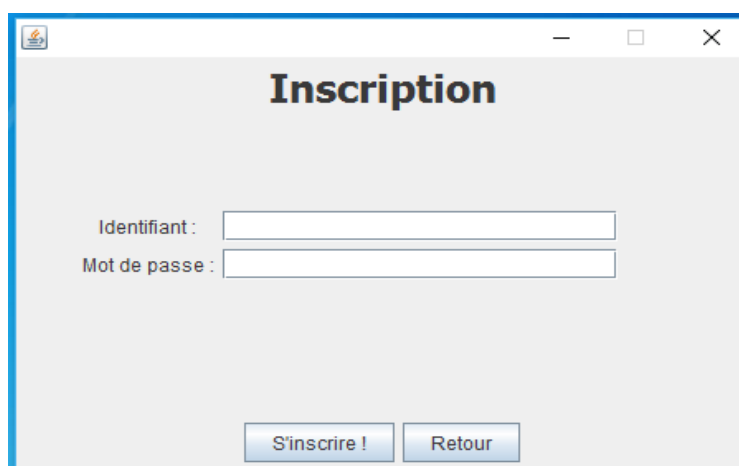 Inscription
Identifiant :
Mot de passe :
S'inscrire ! Retour